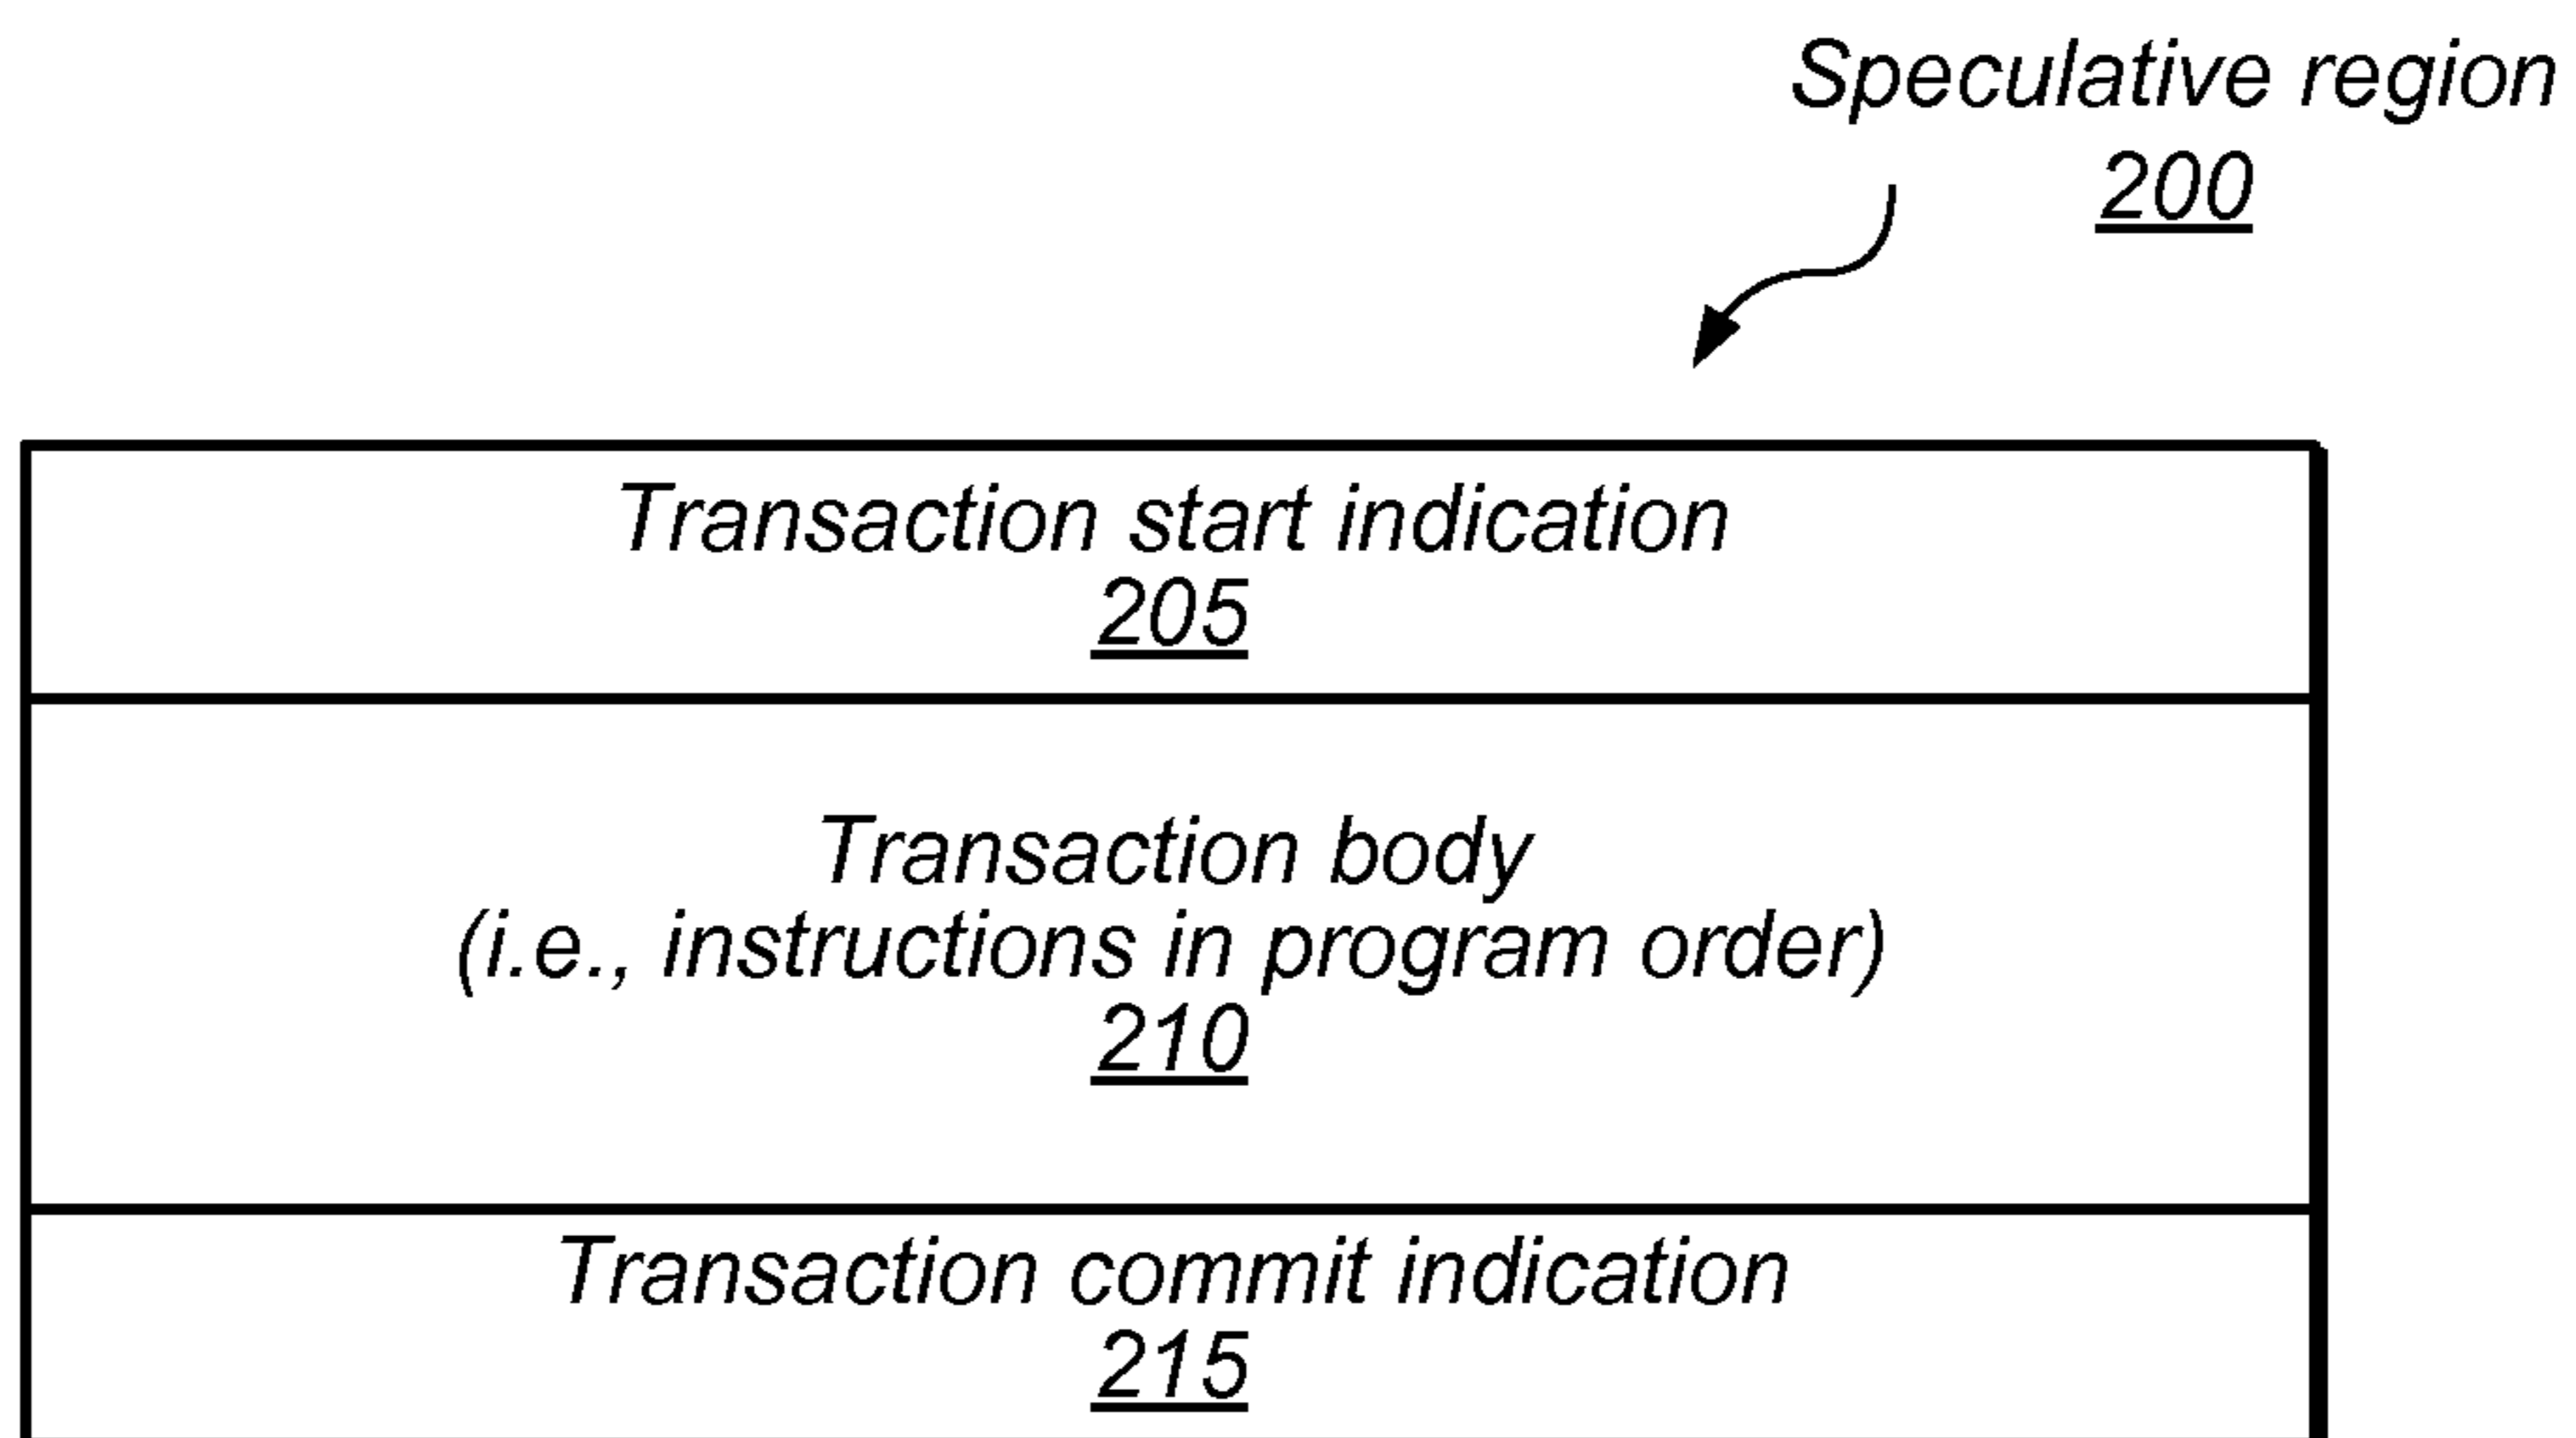 Speculative region
200
Transaction start indication
205
Transaction body
(i.e., instructions in program order)
210
Transaction commit indication
215